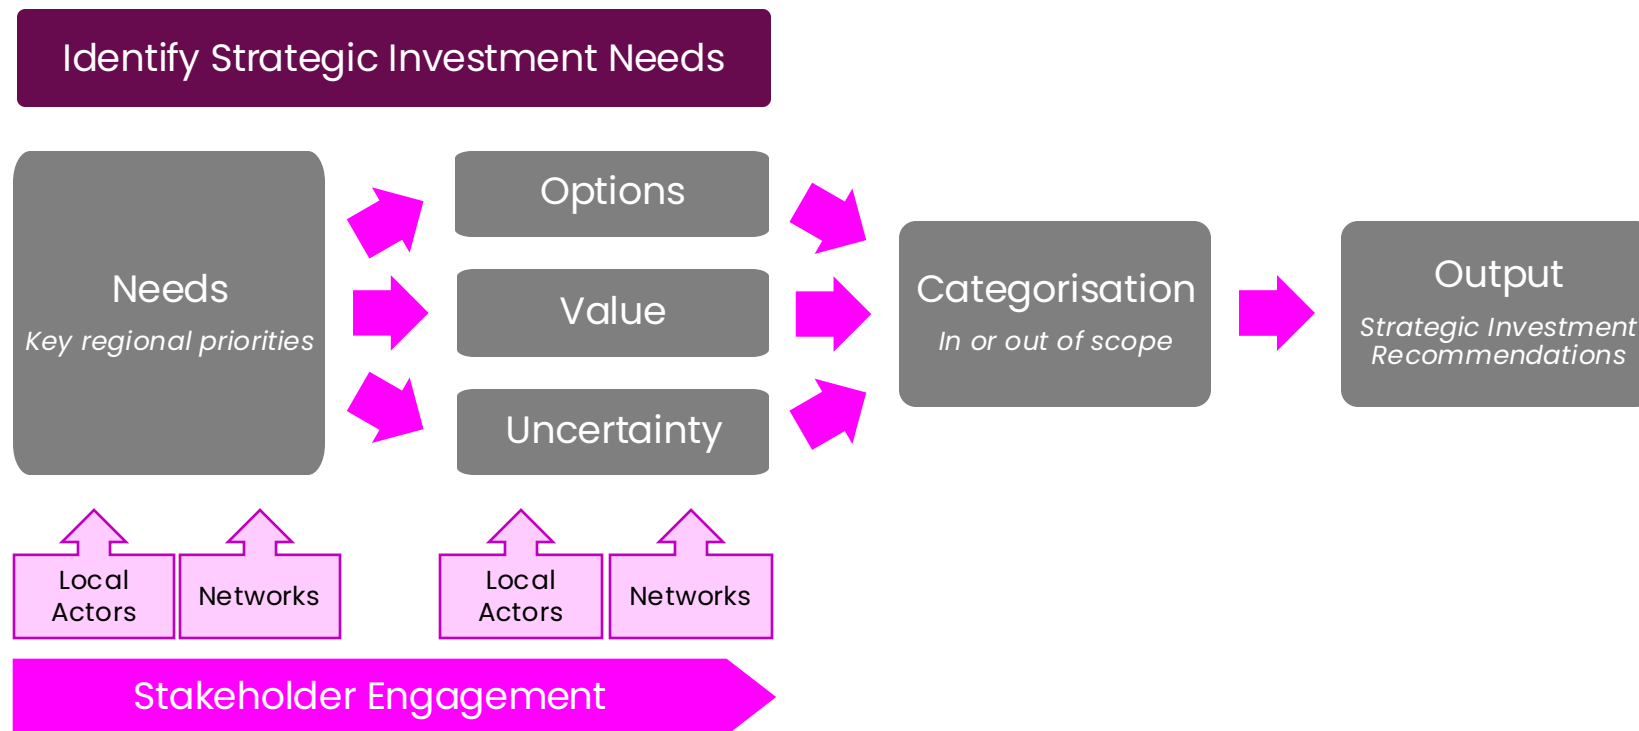 Identify Strategic Investment Needs
Needs
Key regional priorities
Options
Value
Uncertainty
Categorisation
In or out of scope
Output
Strategic Investment
Recommendations
Local
Actors
Networks
Local
Actors
Networks
Stakeholder Engagement